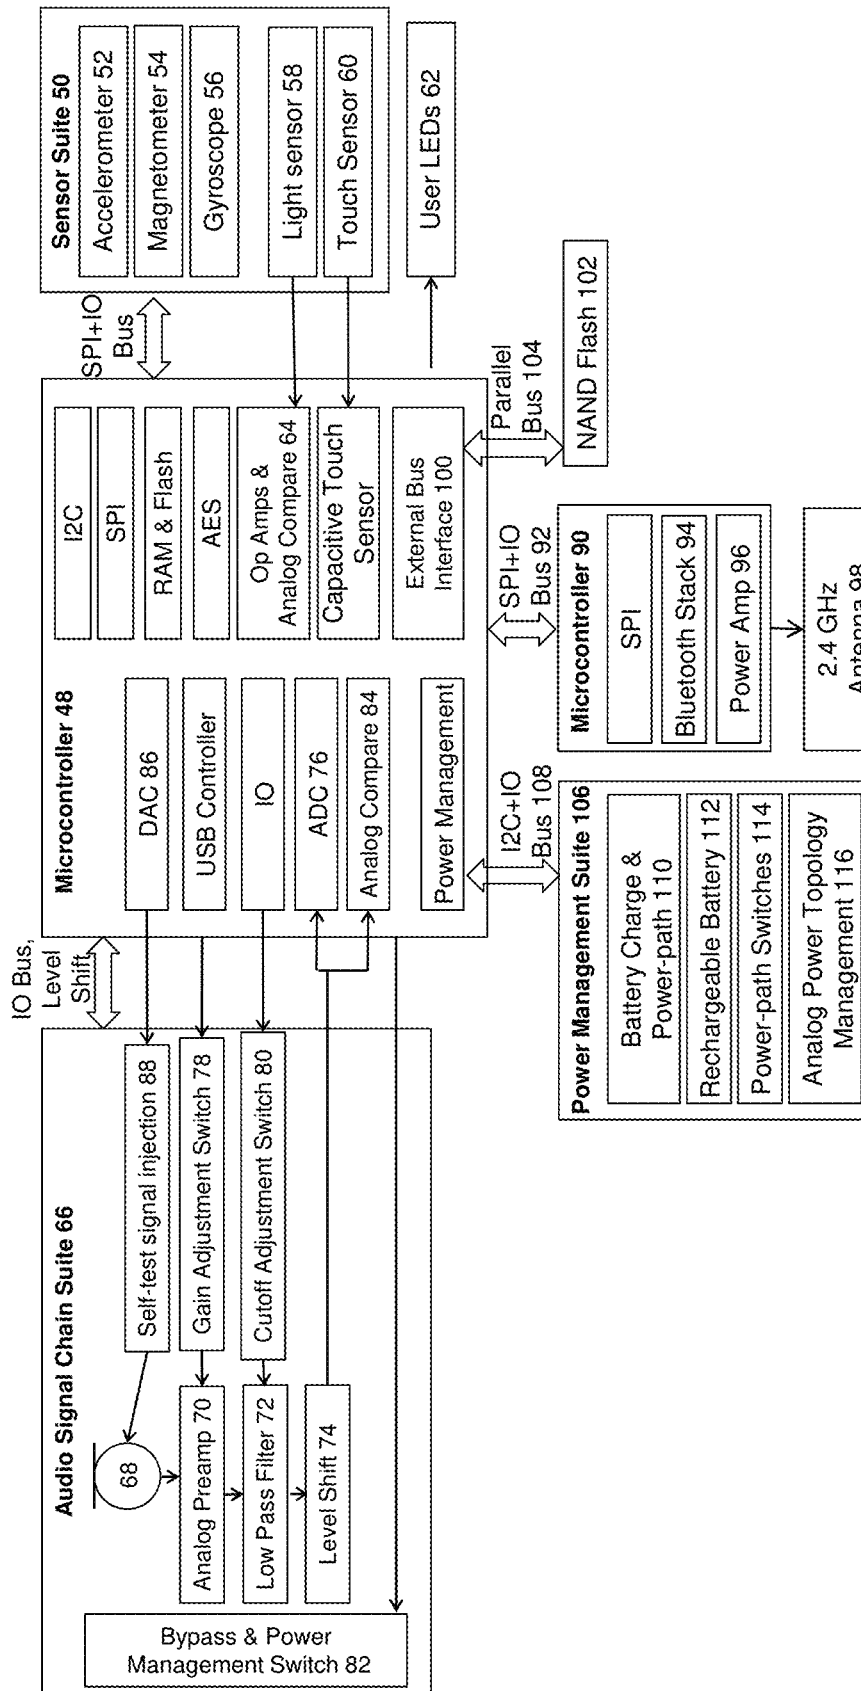 Audio Signal Chain Suite 66
68
Self-test signal injection 88
Analog Preamp 70
Gain Adjustment Switch 78
Low Pass Filter 72
Cutoff Adjustment Switch 80
Level Shift 74
Bypass & Power
Management Switch 82
IO Bus,
Level
Shift
Microcontroller 48
DAC 86
USB Controller
IO
ADC 76
Analog Compare 84
Power Management
I2C
SPI
RAM & Flash
AES
Op Amps &
Analog Compare 64
Capacitive Touch
Sensor
External Bus
Interface 100
SPI+IO
Bus
Sensor Suite 50
Accelerometer 52
Magnetometer 54
Gyroscope 56
Light sensor 58
Touch Sensor 60
User LEDs 62
I2C+IO
Bus 108
SPI+IO
Bus 92
Parallel
Bus 104
Power Management Suite 106
Battery Charge &
Power-path 110
Rechargeable Battery 112
Power-path Switches 114
Analog Power Topology
Management 116
Microcontroller 90
SPI
Bluetooth Stack 94
Power Amp 96
2.4 GHz
Antenna 98
NAND Flash 102